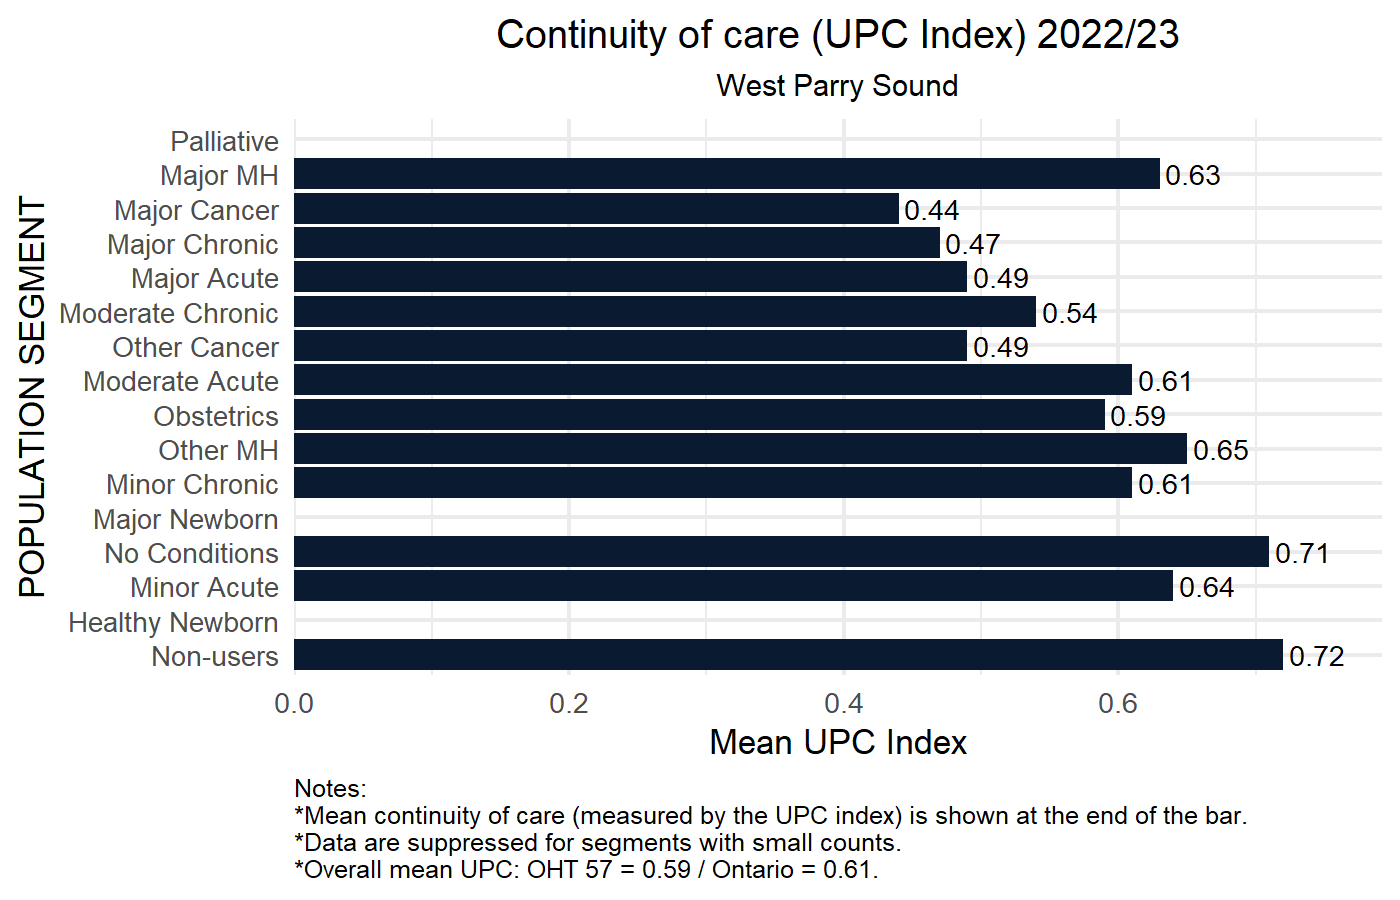 Continuity of care (UPC Index) 2022/23
West Parry Sound
POPULATION SEGMENT
Palliative
Major MH 0.63
Major Cancer 0.44
Major Chronic 0.47
Major Acute 0.49
Moderate Chronic 0.54
Other Cancer 0.49
Moderate Acute 0.61
Obstetrics 0.59
Other MH 0.65
Minor Chronic 0.61
Major Newborn
No Conditions 0.71
Minor Acute 0.64
Healthy Newborn
Non-users 0.72
0.0 0.2 0.4 0.6
Mean UPC Index
Notes:
*Mean continuity of care (measured by the UPC index) is shown at the end of the bar.
*Data are suppressed for segments with small counts.
*Overall mean UPC: OHT 57 = 0.59 / Ontario = 0.61.